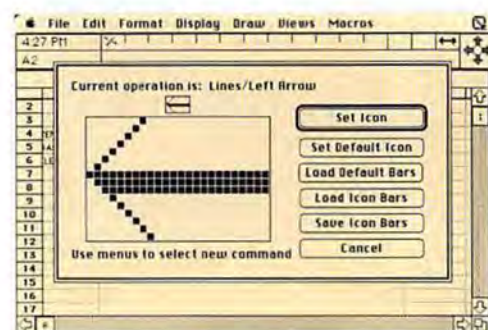 File Edit Format Display Draw Views Macros
4:27 PM
A2
Current operation is: Lines/Left Arrow
Set Icon
Set Default Icon
Load Default Bars
Load Icon Bars
Save Icon Bars
Cancel
Use menus to select new command
2
3
4
5
6
7
8
9
10
11
12
13
14
15
16
17